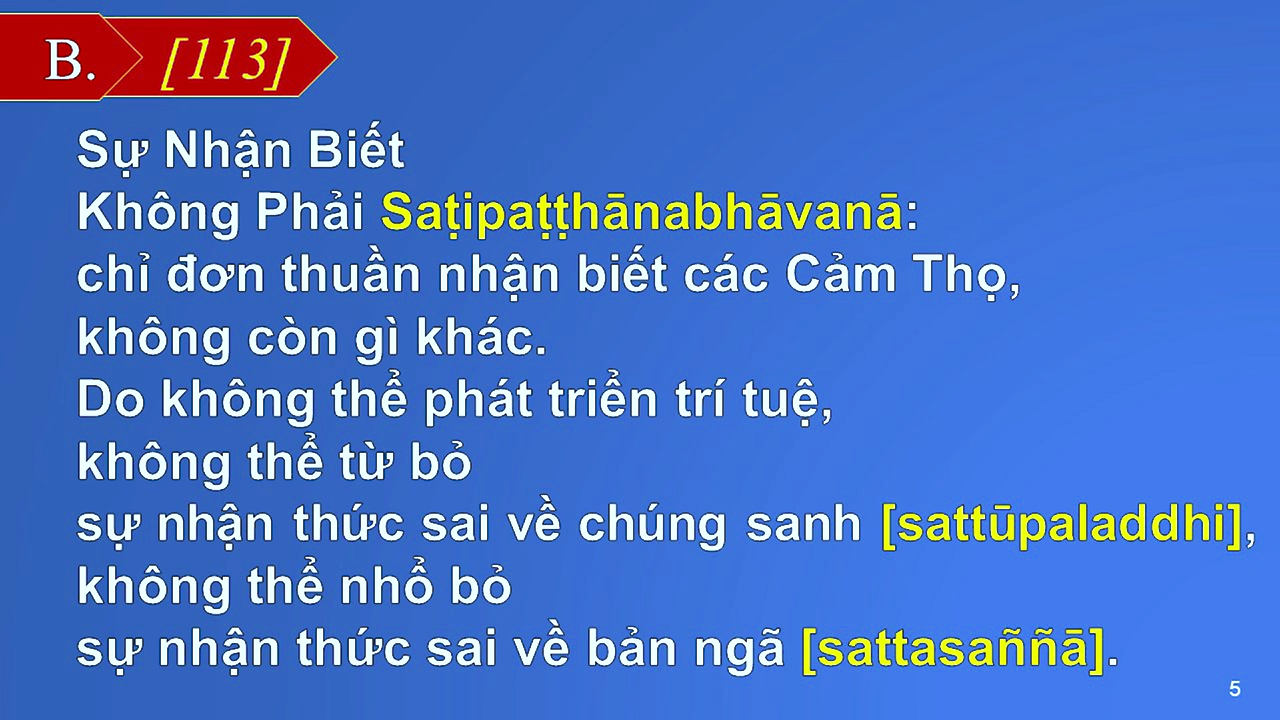 B. [113]
Sự Nhận Biết
Không Phải Saṭipaṭṭhānabhāvanā:
chỉ đơn thuần nhận biết các Cảm Thọ,
không còn gì khác.
Do không thể phát triển trí tuệ,
không thể từ bỏ
sự nhận thức sai về chúng sanh [sattūpaladdhi],
không thể nhổ bỏ
sự nhận thức sai về bản ngã [sattasaññā].
5